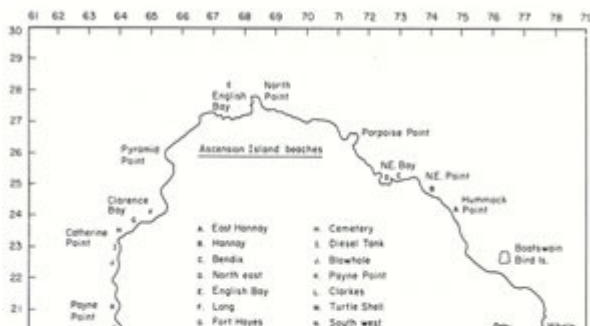 61 62 63 64 65 66 67 68 69 70 71 72 73 74 75 76 77 78 79
30
29
28
27
26
25
24
23
22
21
E
English Bay
North Point
Porpoise Point
Pyramid Point
Ascension Island beaches
N.E. Bay
D C
N.E. Point
B
Hummock Point
A
Clarence Bay
F
G
H
Catherine Point
Boatswain Bird Is.
Payne Point
K
A. East Hannay
B. Hannay
C. Bendix
D. North east
E. English Bay
F. Long
G. Fort Hayes
H. Cemetery
I. Diesel Tank
J. Blowhole
K. Payne Point
L. Clarkes
M. Turtle Shell
N. South west